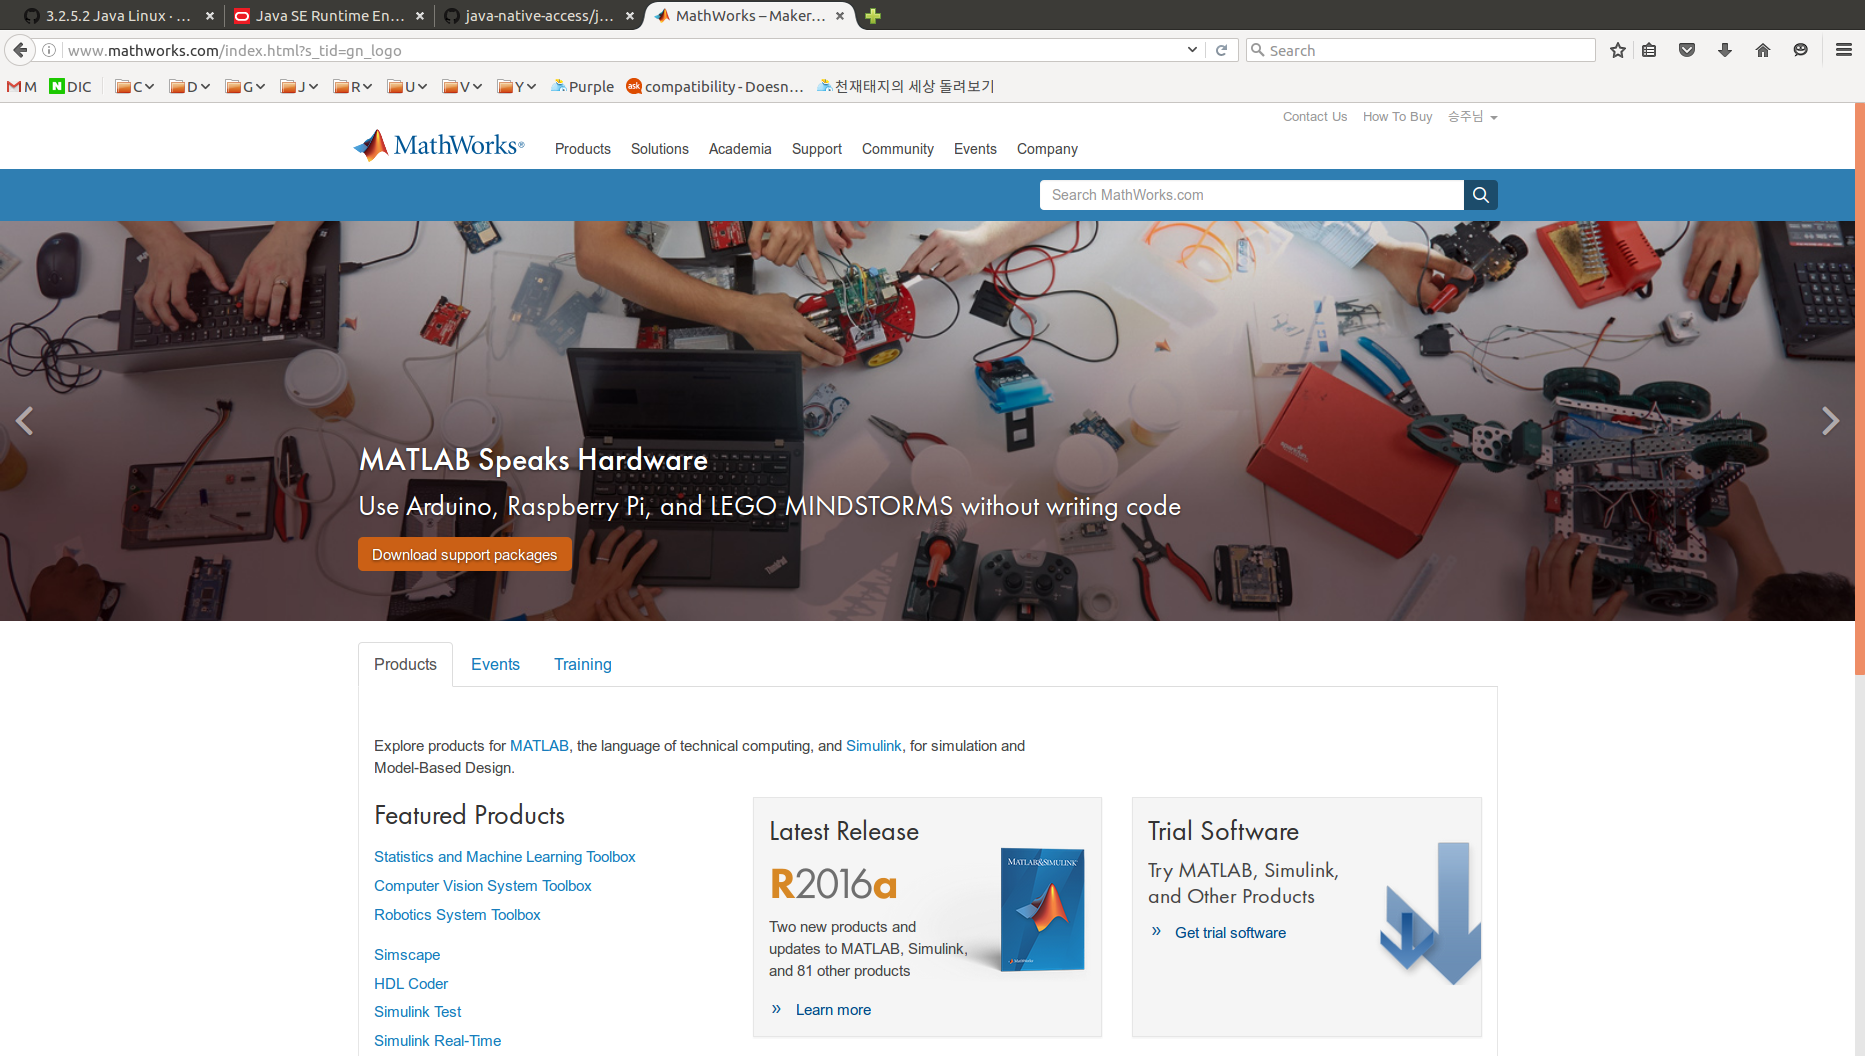 3.2.5.2 Java Linux · ...
Java SE Runtime En...
java-native-access/j...
MathWorks – Maker...
www.mathworks.com/index.html?s_tid=gn_logo
Search
M
DIC
C
D
G
J
R
U
V
Y
Purple
ask
compatibility - Doesn...
천재태지의 세상 돌려보기
Contact Us
How To Buy
승주님
MathWorks®
Products
Solutions
Academia
Support
Community
Events
Company
Search MathWorks.com
MATLAB Speaks Hardware
Use Arduino, Raspberry Pi, and LEGO MINDSTORMS without writing code
Download support packages
ThinkPad
Products
Events
Training
Explore products for MATLAB, the language of technical computing, and Simulink, for simulation and
Model-Based Design.
Featured Products
Statistics and Machine Learning Toolbox
Computer Vision System Toolbox
Robotics System Toolbox
Simscape
HDL Coder
Simulink Test
Simulink Real-Time
Latest Release
R2016a
Two new products and
updates to MATLAB, Simulink,
and 81 other products
» Learn more
MATLAB&SIMULINK
Trial Software
Try MATLAB, Simulink,
and Other Products
» Get trial software